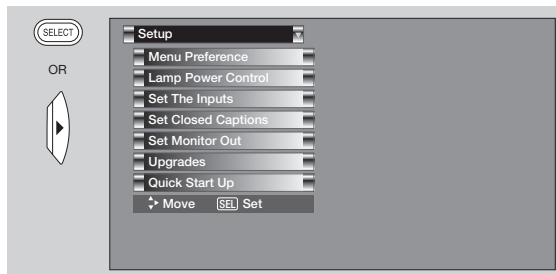 SELECT
OR
Setup
Menu Preference
Lamp Power Control
Set The Inputs
Set Closed Captions
Set Monitor Out
Upgrades
Quick Start Up
Move SEL Set